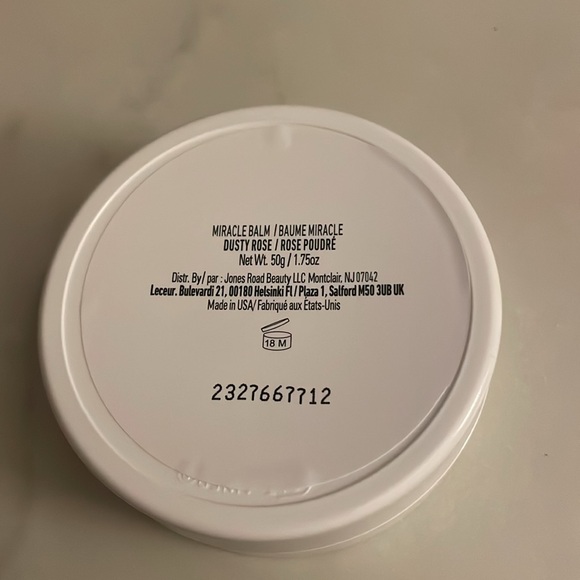 MIRACLE BALM / BAUME MIRACLE
DUSTY ROSE / ROSE POUDRÉ
Net Wt. 50g / 1.75oz
Distr. By/ par : Jones Road Beauty LLC Montclair, NJ 07042
Leceur. Bulevardi 21, 00180 Helsinki FI / Plaza 1, Salford M50 3UB UK
Made in USA/ Fabriqué aux États-Unis
18 M
2327667712